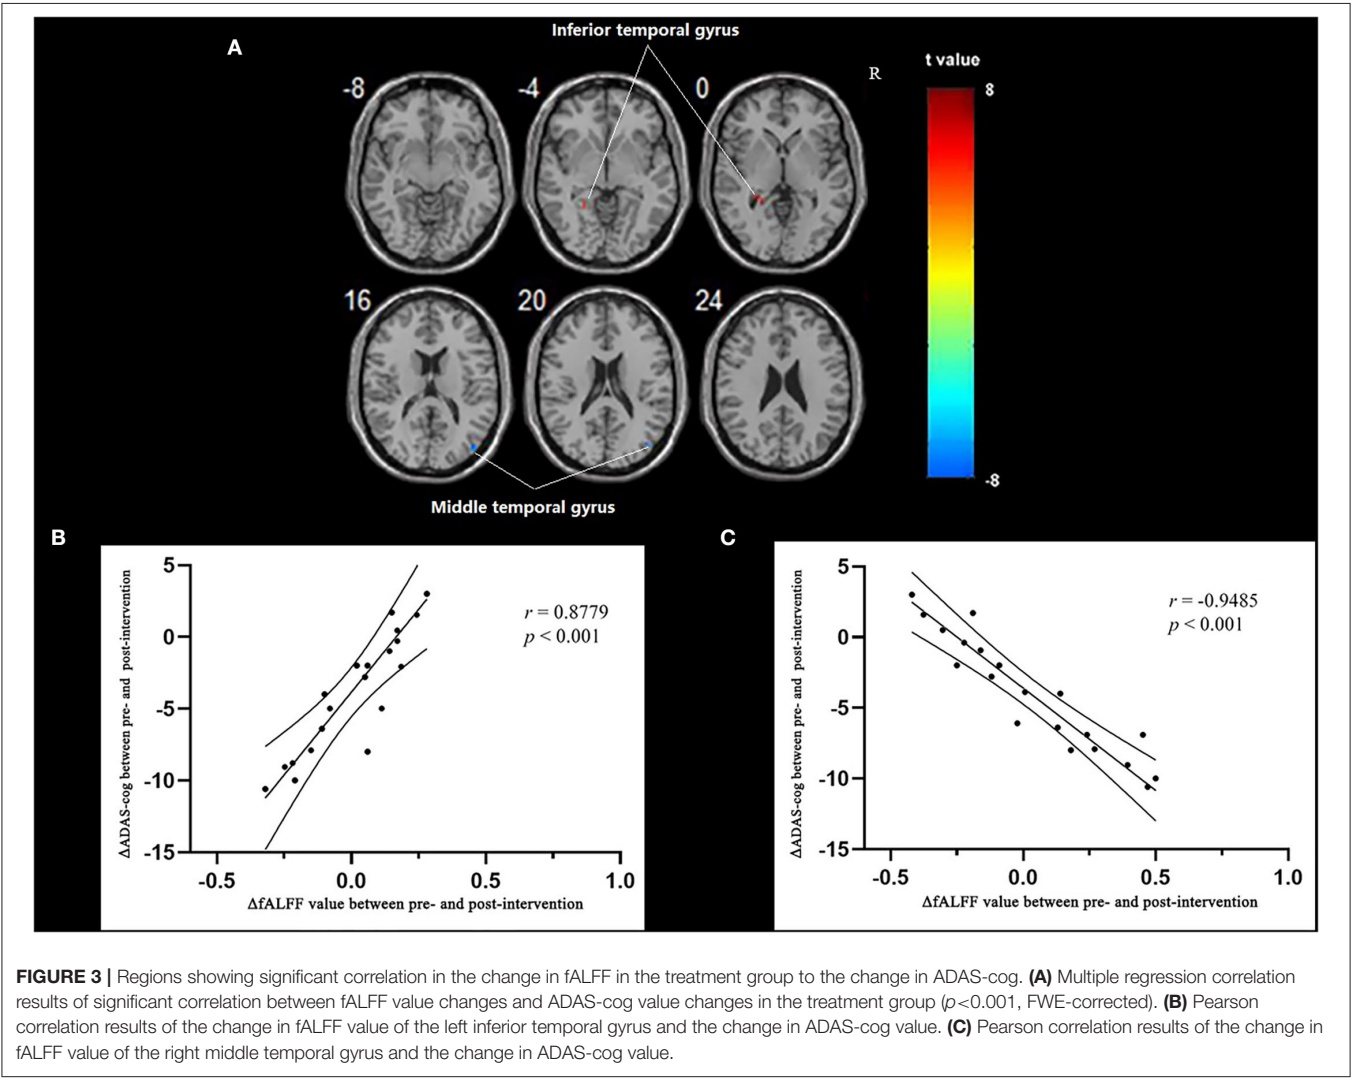 Inferior temporal gyrus
A
t value
R
-8
-4
0
8
16
20
24
-8
Middle temporal gyrus
B
C
5
0
-5
-10
-15
ΔADAS-cog between pre- and post-intervention
r = 0.8779
p < 0.001
-0.5
0.0
0.5
1.0
ΔfALFF value between pre- and post-intervention
5
0
-5
-10
-15
ΔADAS-cog between pre- and post-intervention
r = -0.9485
p < 0.001
-0.5
0.0
0.5
1.0
ΔfALFF value between pre- and post-intervention
FIGURE 3 | Regions showing significant correlation in the change in fALFF in the treatment group to the change in ADAS-cog. (A) Multiple regression correlation
results of significant correlation between fALFF value changes and ADAS-cog value changes in the treatment group (p<0.001, FWE-corrected). (B) Pearson
correlation results of the change in fALFF value of the left inferior temporal gyrus and the change in ADAS-cog value. (C) Pearson correlation results of the change in
fALFF value of the right middle temporal gyrus and the change in ADAS-cog value.